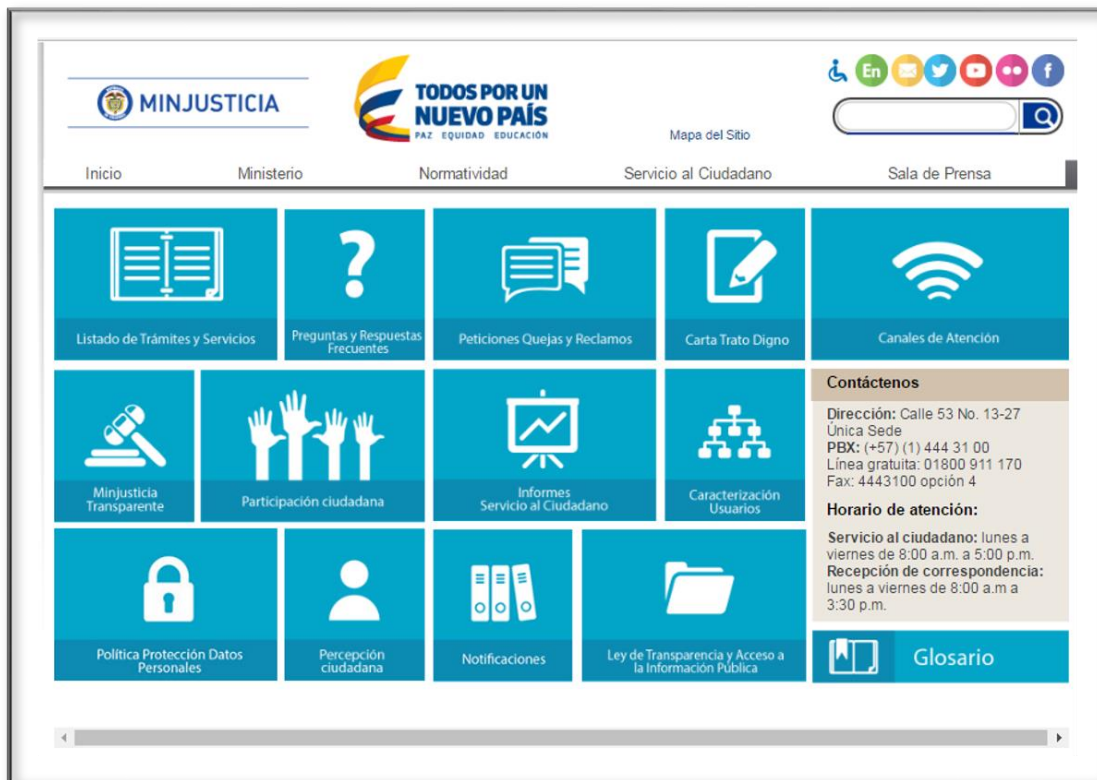 MINJUSTICIA
TODOS POR UN
NUEVO PAÍS
PAZ EQUIDAD EDUCACIÓN
En
Mapa del Sitio
Inicio
Ministerio
Normatividad
Servicio al Ciudadano
Sala de Prensa
Listado de Trámites y Servicios
Preguntas y Respuestas
Frecuentes
Peticiones Quejas y Reclamos
Carta Trato Digno
Canales de Atención
Minjusticia
Transparente
Participación ciudadana
Informes
Servicio al Ciudadano
Caracterización
Usuarios
Contáctenos
Dirección: Calle 53 No. 13-27
Única Sede
PBX: (+57) (1) 444 31 00
Línea gratuita: 01800 911 170
Fax: 4443100 opción 4
Horario de atención:
Servicio al ciudadano: lunes a
viernes de 8:00 a.m. a 5:00 p.m.
Recepción de correspondencia:
lunes a viernes de 8:00 a.m a
3:30 p.m.
Política Protección Datos
Personales
Percepción
ciudadana
Notificaciones
Ley de Transparencia y Acceso a
la Información Pública
Glosario